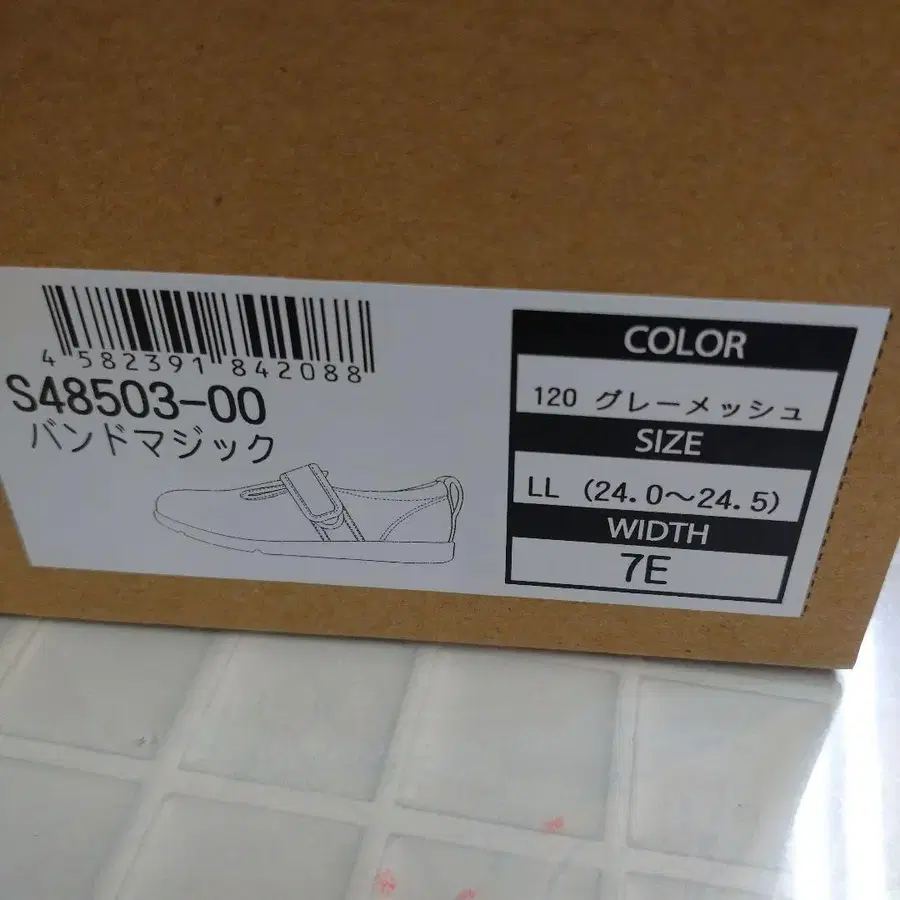 4 582391 842088
S48503-00
バンドマジック
COLOR
120 グレーメッシュ
SIZE
LL (24.0～24.5)
WIDTH
7E